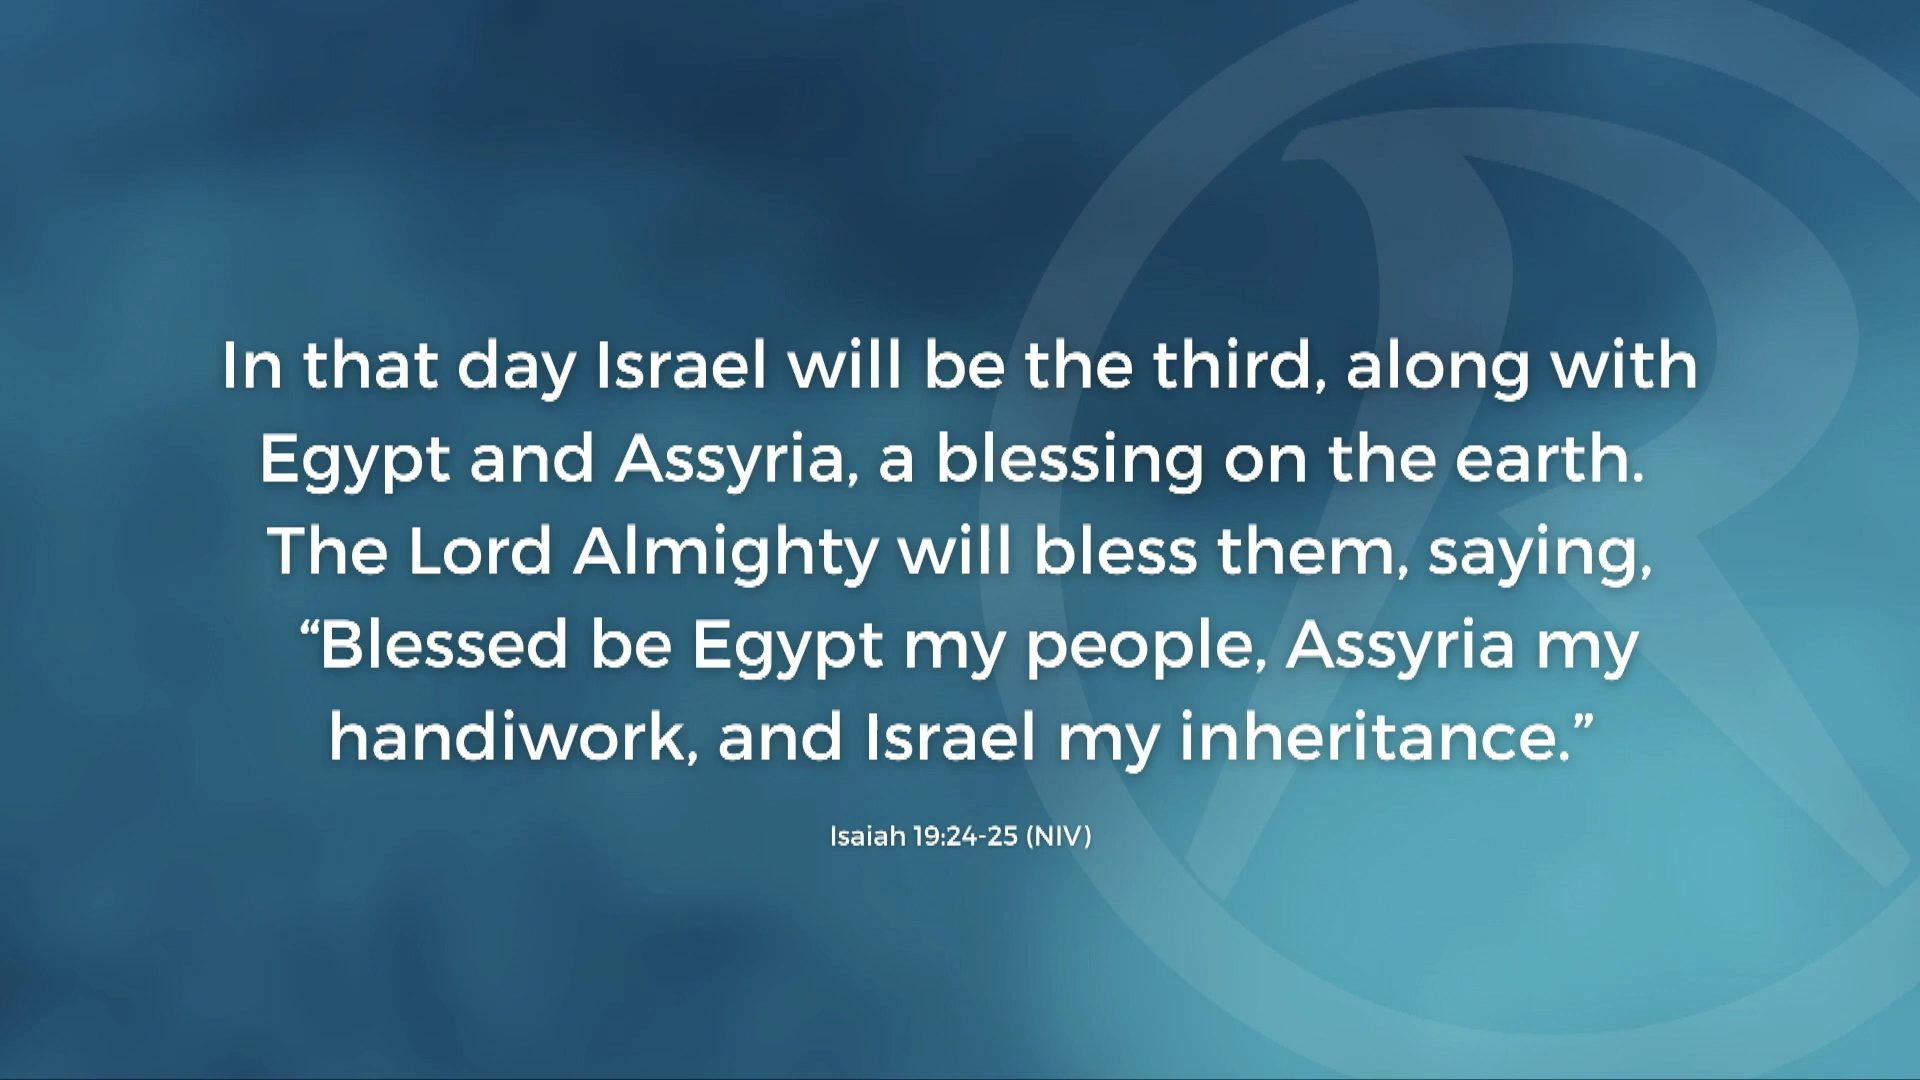 In that day Israel will be the third, along with
Egypt and Assyria, a blessing on the earth.
The Lord Almighty will bless them, saying,
“Blessed be Egypt my people, Assyria my
handiwork, and Israel my inheritance.”
Isaiah 19:24-25 (NIV)
R